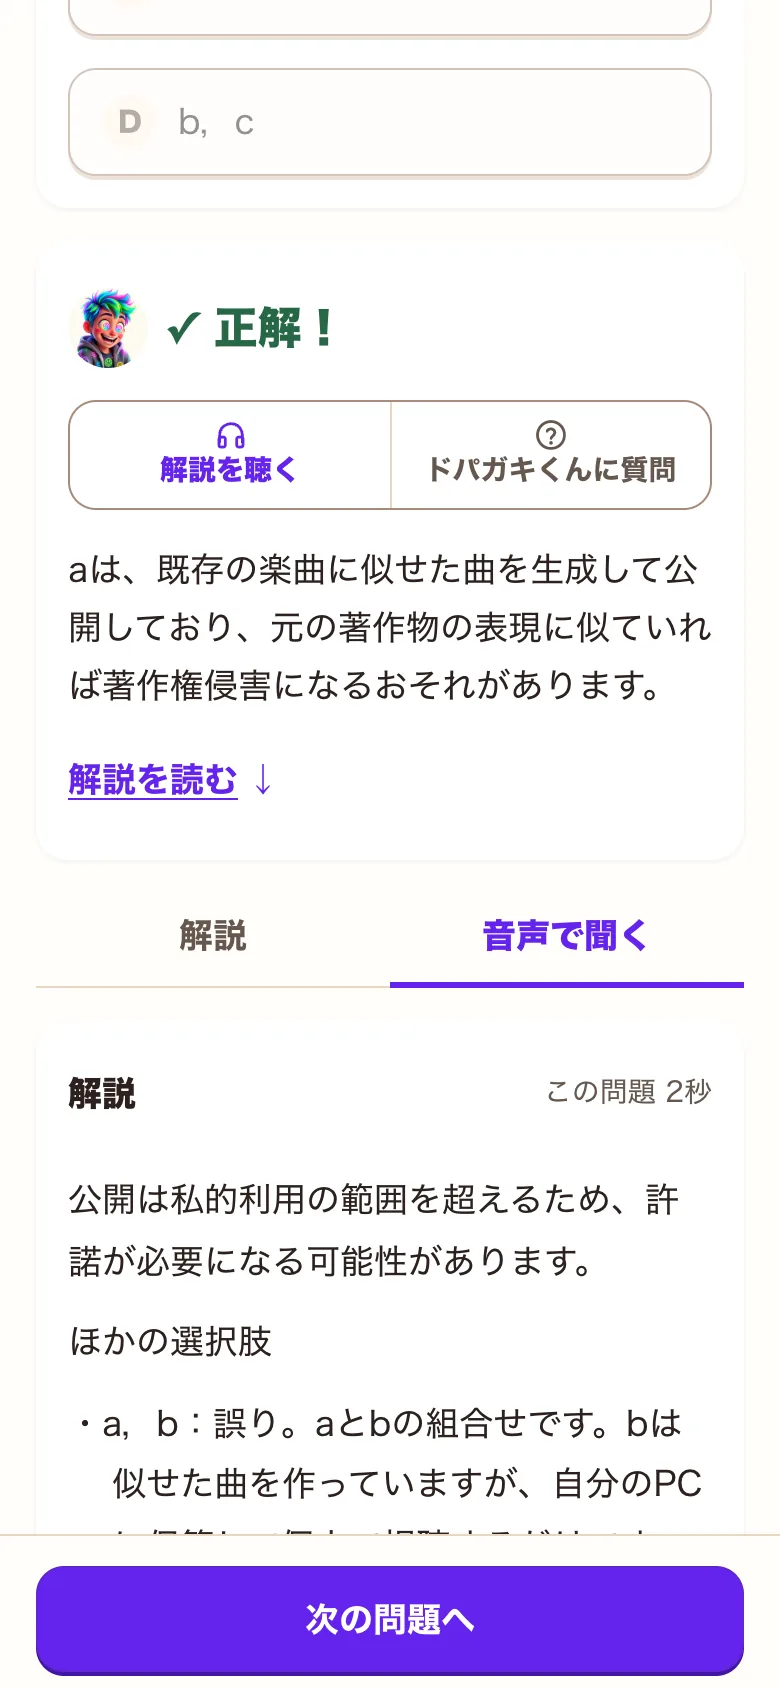 D b, c
✓ 正解！
解説を聴く
ドパガキくんに質問
aは、既存の楽曲に似せた曲を生成して公
開しており、元の著作物の表現に似ていれ
ば著作権侵害になるおそれがあります。
解説を読む ↓
解説
音声で聞く
解説
この問題 2秒
公開は私的利用の範囲を超えるため、許
諾が必要になる可能性があります。
ほかの選択肢
・a, b：誤り。aとbの組合せです。bは
似せた曲を作っていますが、自分のPC
次の問題へ